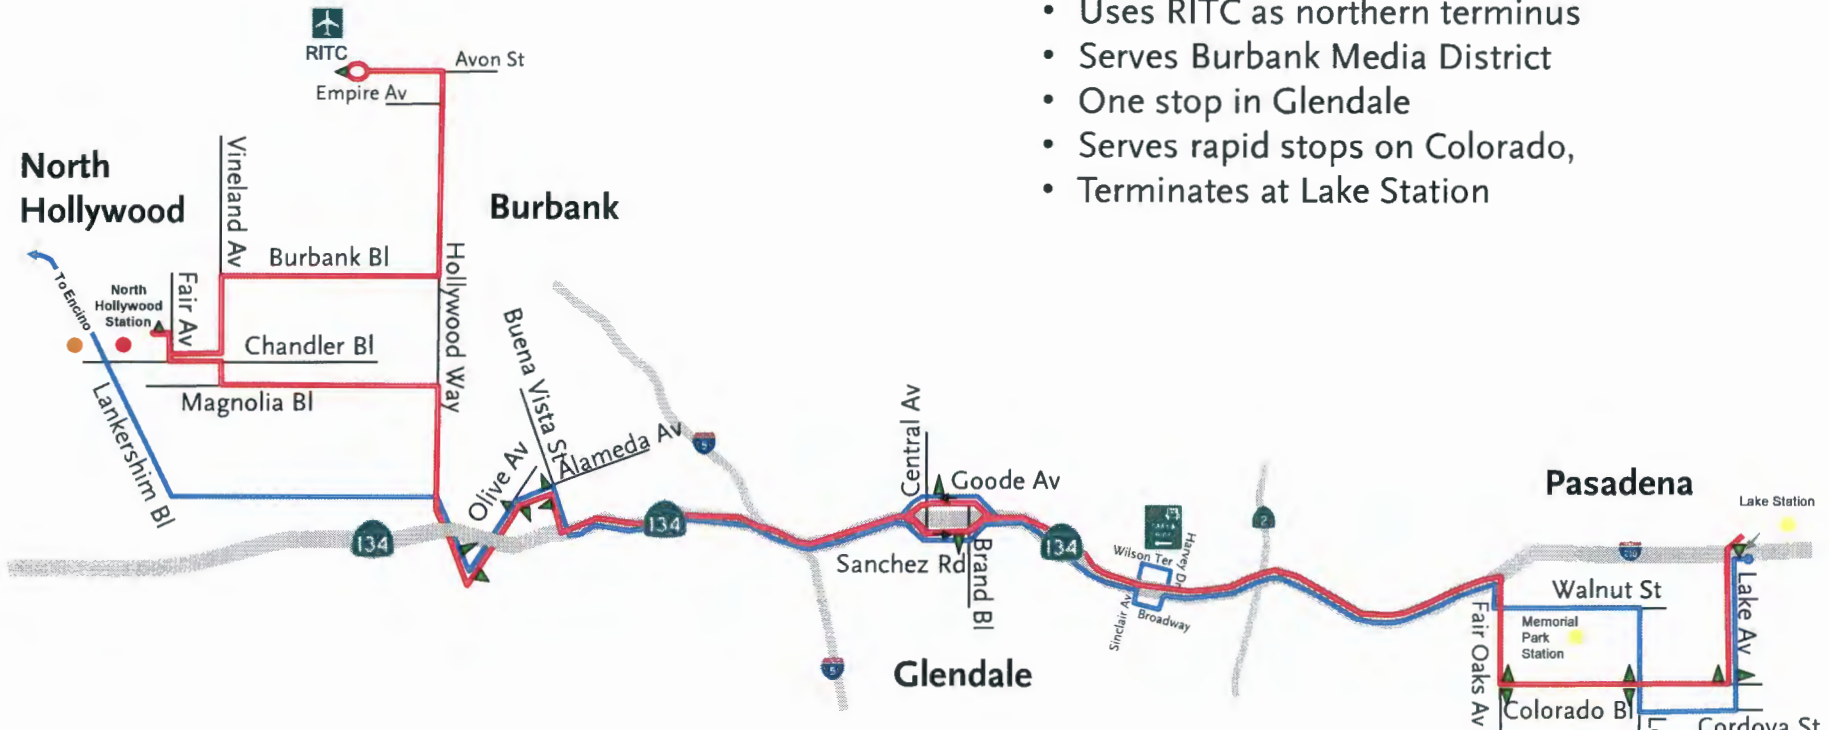 • Uses RITC as northern terminus
• Serves Burbank Media District
• One stop in Glendale
• Serves rapid stops on Colorado,
• Terminates at Lake Station
RITC
Avon St
Empire Av
North
Hollywood
Vineland Av
Burbank
Burbank Bl
Hollywood Way
To Encino
North
Hollywood
Station
Fair Av
Chandler Bl
Magnolia Bl
Lankershim Bl
Buena Vista St
Alameda Av
Olive Av
5
134
134
Central Av
Goode Av
Sanchez Rd
Brand Bl
134
Glendale
5
Wilson Ter
Harvey Dr
Sinclair Av
Broadway
2
Pasadena
Lake Station
210
Walnut St
Memorial
Park
Station
Fair Oaks Av
Lake Av
Colorado Bl
Cordova St